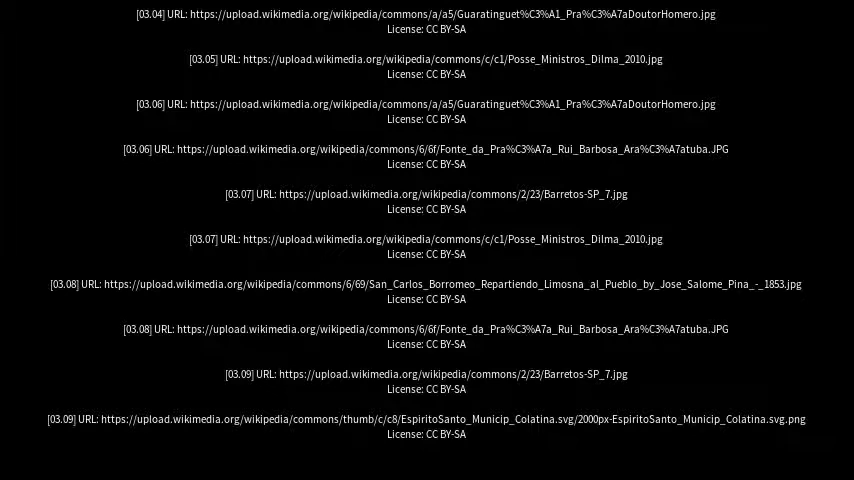 [03.04] URL: https://upload.wikimedia.org/wikipedia/commons/a/a5/Guaratinguet%C3%A1_Pra%C3%A7aDoutorHomero.jpg
License: CC BY-SA
[03.05] URL: https://upload.wikimedia.org/wikipedia/commons/c/c1/Posse_Ministros_Dilma_2010.jpg
License: CC BY-SA
[03.06] URL: https://upload.wikimedia.org/wikipedia/commons/a/a5/Guaratinguet%C3%A1_Pra%C3%A7aDoutorHomero.jpg
License: CC BY-SA
[03.06] URL: https://upload.wikimedia.org/wikipedia/commons/6/6f/Fonte_da_Pra%C3%A7a_Rui_Barbosa_Ara%C3%A7atuba.JPG
License: CC BY-SA
[03.07] URL: https://upload.wikimedia.org/wikipedia/commons/2/23/Barretos-SP_7.jpg
License: CC BY-SA
[03.07] URL: https://upload.wikimedia.org/wikipedia/commons/c/c1/Posse_Ministros_Dilma_2010.jpg
License: CC BY-SA
[03.08] URL: https://upload.wikimedia.org/wikipedia/commons/6/69/San_Carlos_Borromeo_Repartiendo_Limosna_al_Pueblo_by_Jose_Salome_Pina_-_1853.jpg
License: CC BY-SA
[03.08] URL: https://upload.wikimedia.org/wikipedia/commons/6/6f/Fonte_da_Pra%C3%A7a_Rui_Barbosa_Ara%C3%A7atuba.JPG
License: CC BY-SA
[03.09] URL: https://upload.wikimedia.org/wikipedia/commons/2/23/Barretos-SP_7.jpg
License: CC BY-SA
[03.09] URL: https://upload.wikimedia.org/wikipedia/commons/thumb/c/c8/EspiritoSanto_Municip_Colatina.svg/2000px-EspiritoSanto_Municip_Colatina.svg.png
License: CC BY-SA